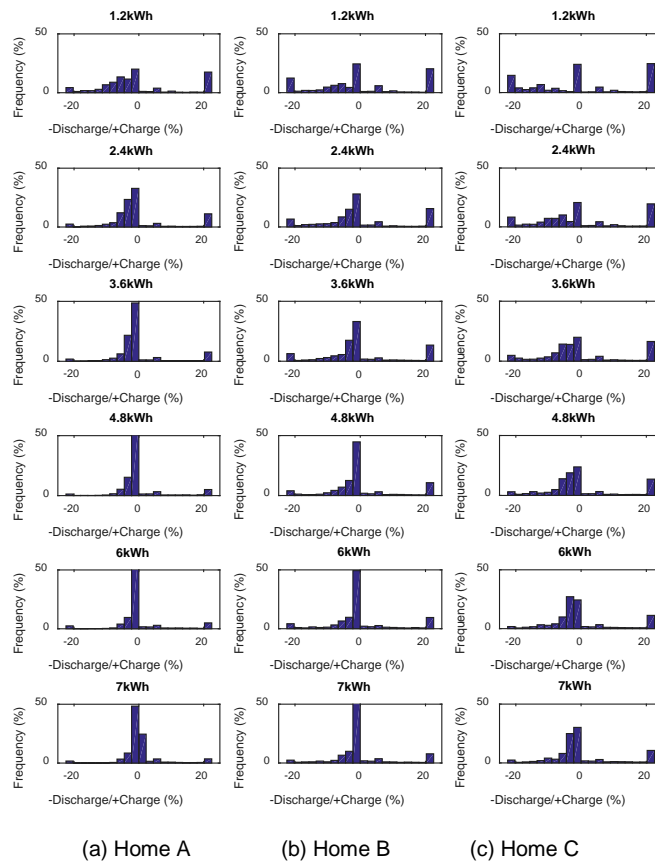 1.2kWh 1.2kWh 1.2kWh
50 50 50
Frequency (%) Frequency (%) Frequency (%)
0 0 0
-20 0 20 -20 0 20 -20 0 20
-Discharge/+Charge (%) -Discharge/+Charge (%) -Discharge/+Charge (%)
2.4kWh 2.4kWh 2.4kWh
50 50 50
Frequency (%) Frequency (%) Frequency (%)
0 0 0
-20 0 20 -20 0 20 -20 0 20
-Discharge/+Charge (%) -Discharge/+Charge (%) -Discharge/+Charge (%)
3.6kWh 3.6kWh 3.6kWh
50 50 50
Frequency (%) Frequency (%) Frequency (%)
0 0 0
-20 0 20 -20 0 20 -20 0 20
-Discharge/+Charge (%) -Discharge/+Charge (%) -Discharge/+Charge (%)
4.8kWh 4.8kWh 4.8kWh
50 50 50
Frequency (%) Frequency (%) Frequency (%)
0 0 0
-20 0 20 -20 0 20 -20 0 20
-Discharge/+Charge (%) -Discharge/+Charge (%) -Discharge/+Charge (%)
6kWh 6kWh 6kWh
50 50 50
Frequency (%) Frequency (%) Frequency (%)
0 0 0
-20 0 20 -20 0 20 -20 0 20
-Discharge/+Charge (%) -Discharge/+Charge (%) -Discharge/+Charge (%)
7kWh 7kWh 7kWh
50 50 50
Frequency (%) Frequency (%) Frequency (%)
0 0 0
-20 0 20 -20 0 20 -20 0 20
-Discharge/+Charge (%) -Discharge/+Charge (%) -Discharge/+Charge (%)
(a) Home A (b) Home B (c) Home C